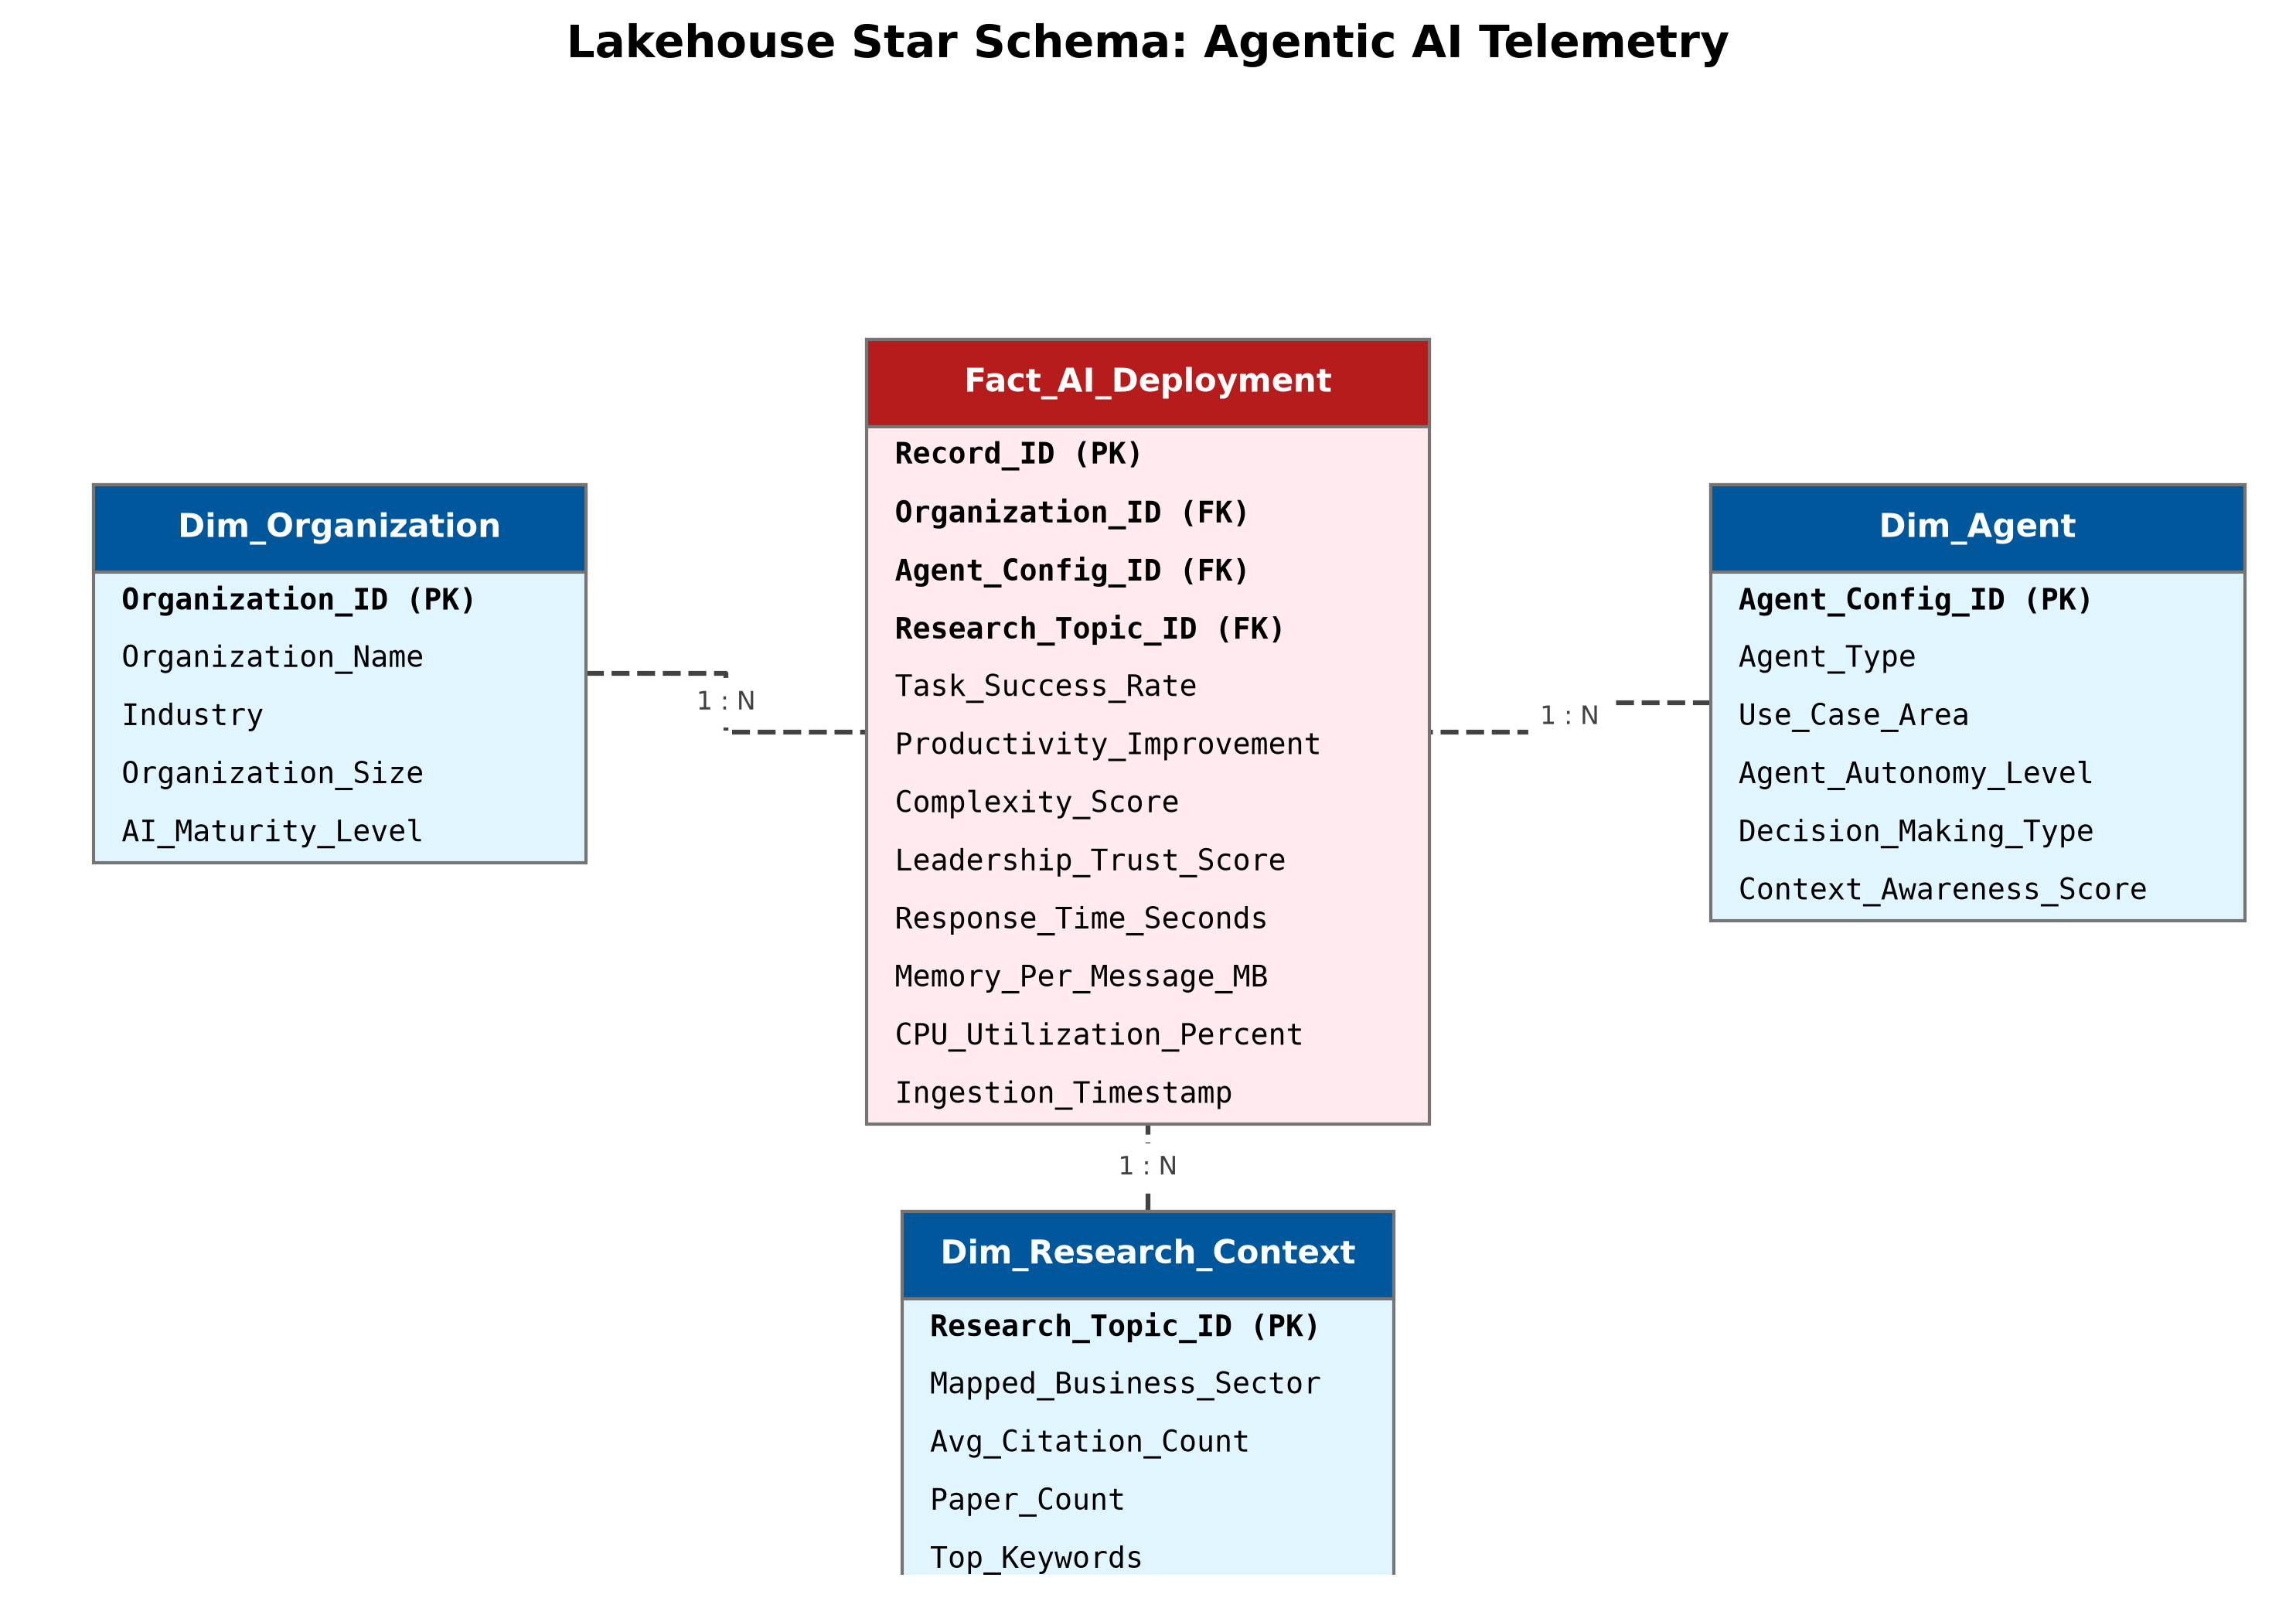 Lakehouse Star Schema: Agentic AI Telemetry
Fact_AI_Deployment
Record_ID (PK)
Organization_ID (FK)
Agent_Config_ID (FK)
Research_Topic_ID (FK)
Task_Success_Rate
Productivity_Improvement
Complexity_Score
Leadership_Trust_Score
Response_Time_Seconds
Memory_Per_Message_MB
CPU_Utilization_Percent
Ingestion_Timestamp
Dim_Organization
Organization_ID (PK)
Organization_Name
Industry
Organization_Size
AI_Maturity_Level
1 : N
Dim_Agent
Agent_Config_ID (PK)
Agent_Type
Use_Case_Area
Agent_Autonomy_Level
Decision_Making_Type
Context_Awareness_Score
1 : N
1 : N
Dim_Research_Context
Research_Topic_ID (PK)
Mapped_Business_Sector
Avg_Citation_Count
Paper_Count
Top_Keywords